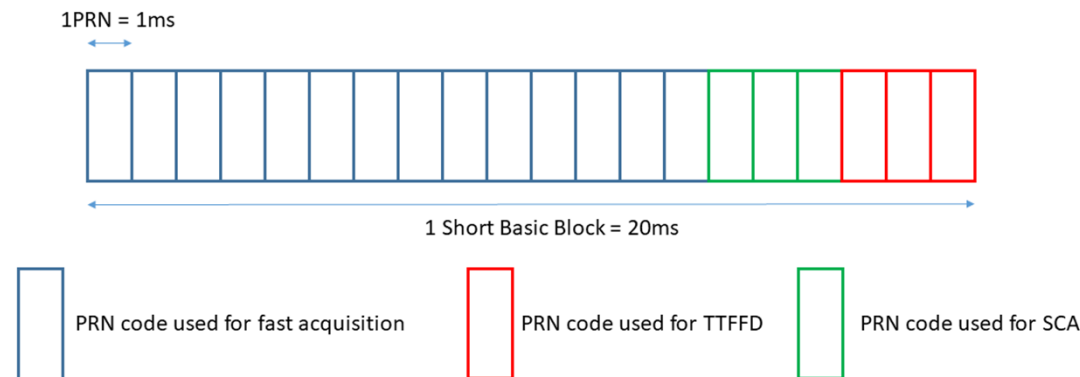 1PRN = 1ms
1 Short Basic Block = 20ms
PRN code used for fast acquisition
PRN code used for TTFFD
PRN code used for SCA